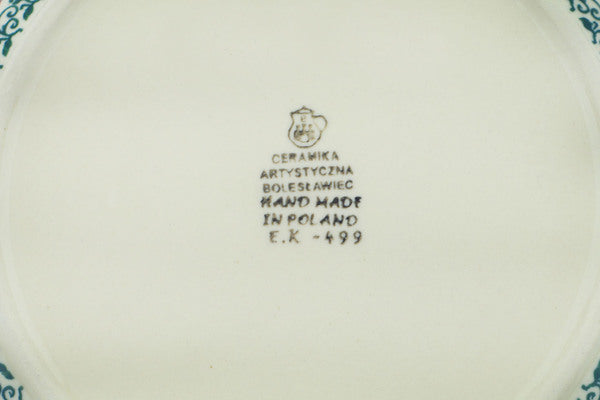 CERAMIKA
ARTYSTYCZNA
BOLESŁAWIEC
HAND MADE
IN POLAND
E.K - 499